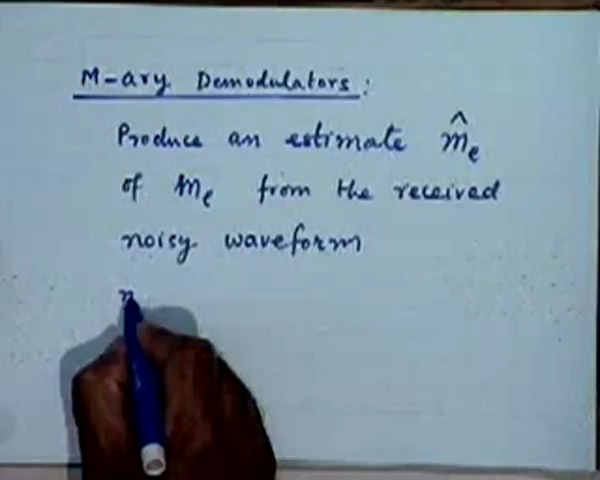 M-ary Demodulators:
Produce an estimate m̂e
of me from the received
noisy waveform